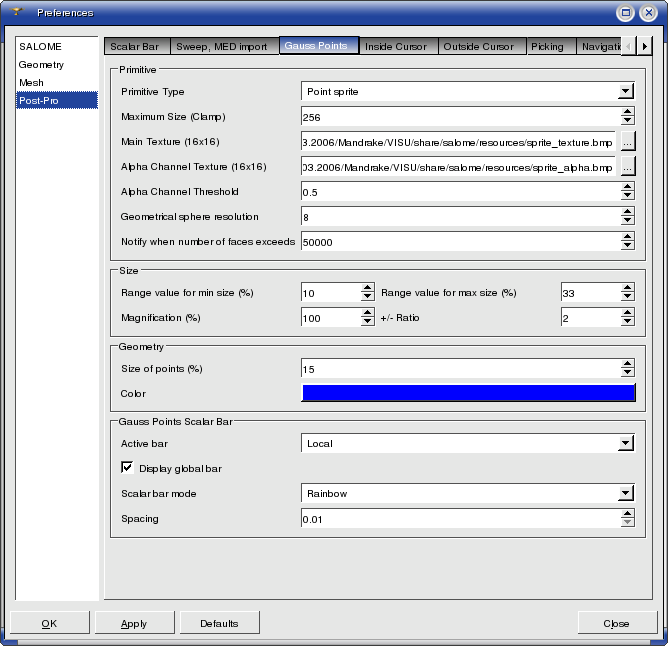 Preferences
SALOME
Geometry
Mesh
Post-Pro
Scalar Bar
Sweep, MED import
Gauss Points
Inside Cursor
Outside Cursor
Picking
Primitive
Primitive Type
Point sprite
Maximum Size (Clamp)
256
Main Texture (16x16)
3.2006/Mandrake/VISU/share/salome/resources/sprite_texture.bmp
...
Alpha Channel Texture (16x16)
03.2006/Mandrake/VISU/share/salome/resources/sprite_alpha.bmp
...
Alpha Channel Threshold
0.5
Geometrical sphere resolution
8
Notify when number of faces exceeds
50000
Size
Range value for min size (%)
10
Range value for max size (%)
33
Magnification (%)
100
+/- Ratio
2
Geometry
Size of points (%)
15
Color
Gauss Points Scalar Bar
Active bar
Local
Display global bar
Scalar bar mode
Rainbow
Spacing
0.01
OK
Apply
Defaults
Close